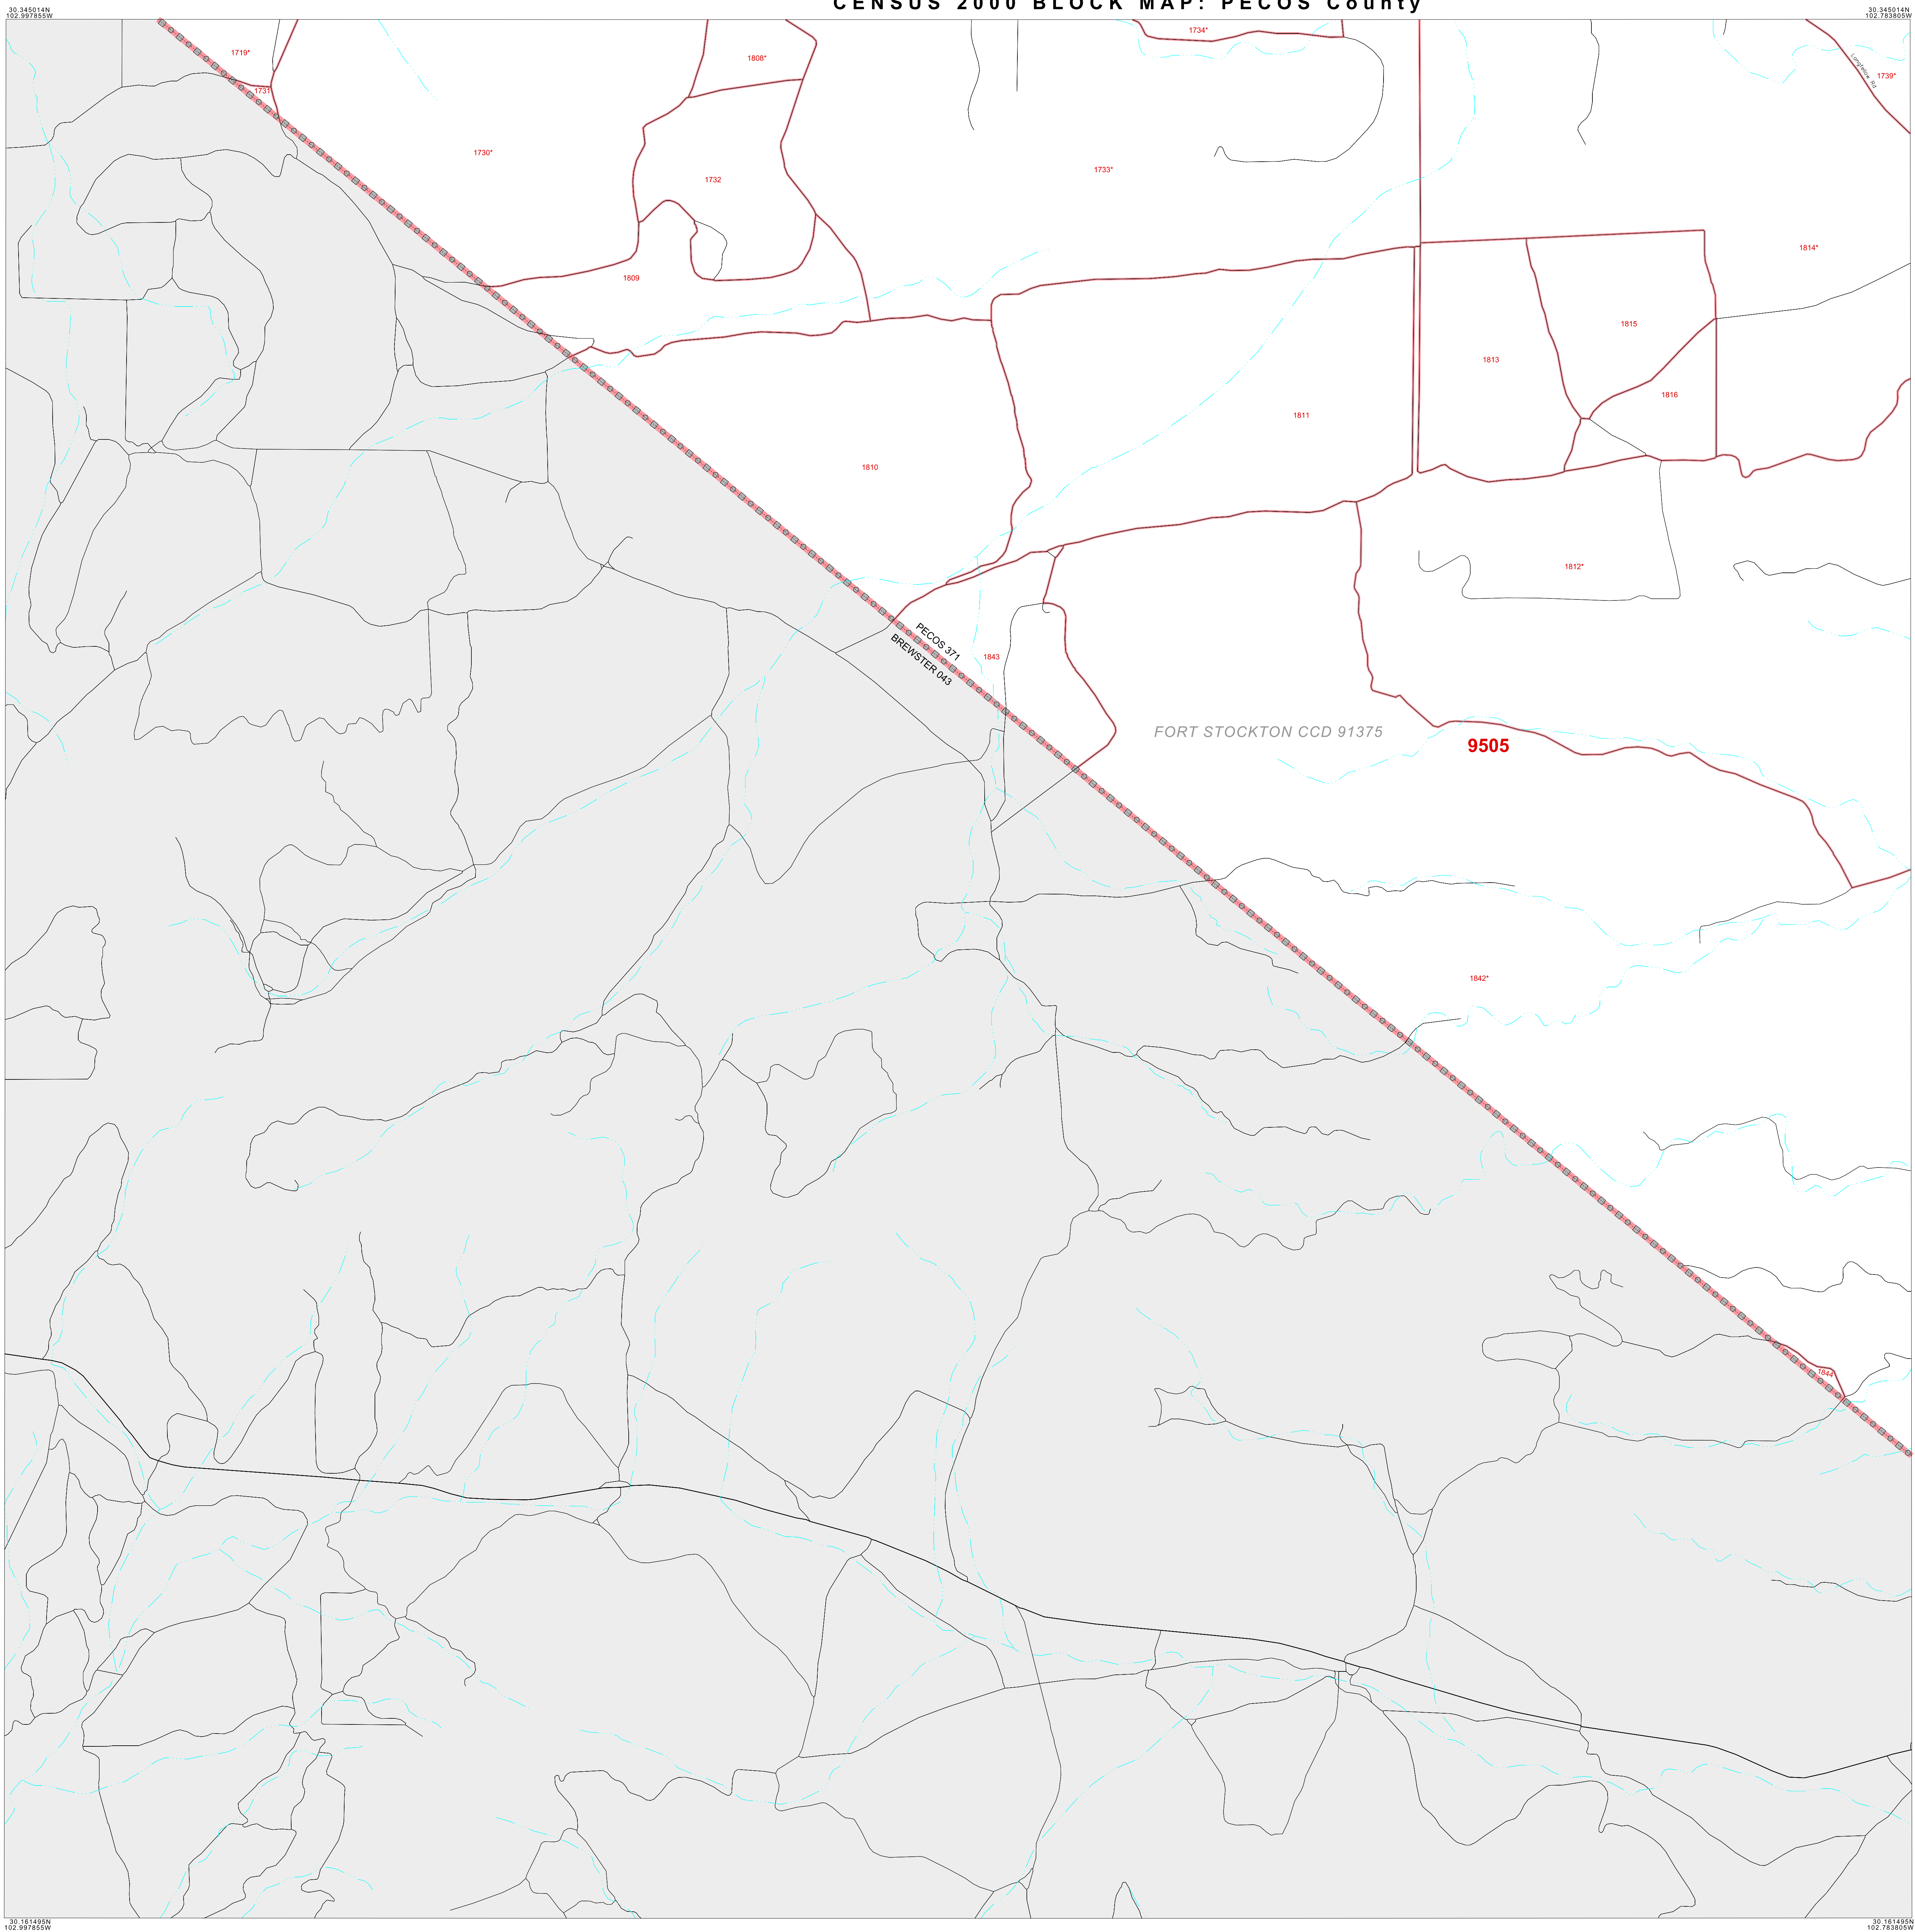 CENSUS 2000 BLOCK MAP: PECOS County
30.345014N
102.997855W
30.345014N
102.783805W
1719*
1731
1730*
1808*
1732
1809
1734*
1733*
Longfellow Rd
1739*
1814*
1815
1813
1816
1811
1810
1812*
PECOS 371
BREWSTER 043
1843
FORT STOCKTON CCD 91375
9505
1842*
1844
30.161495N
102.997855W
30.161495N
102.783805W